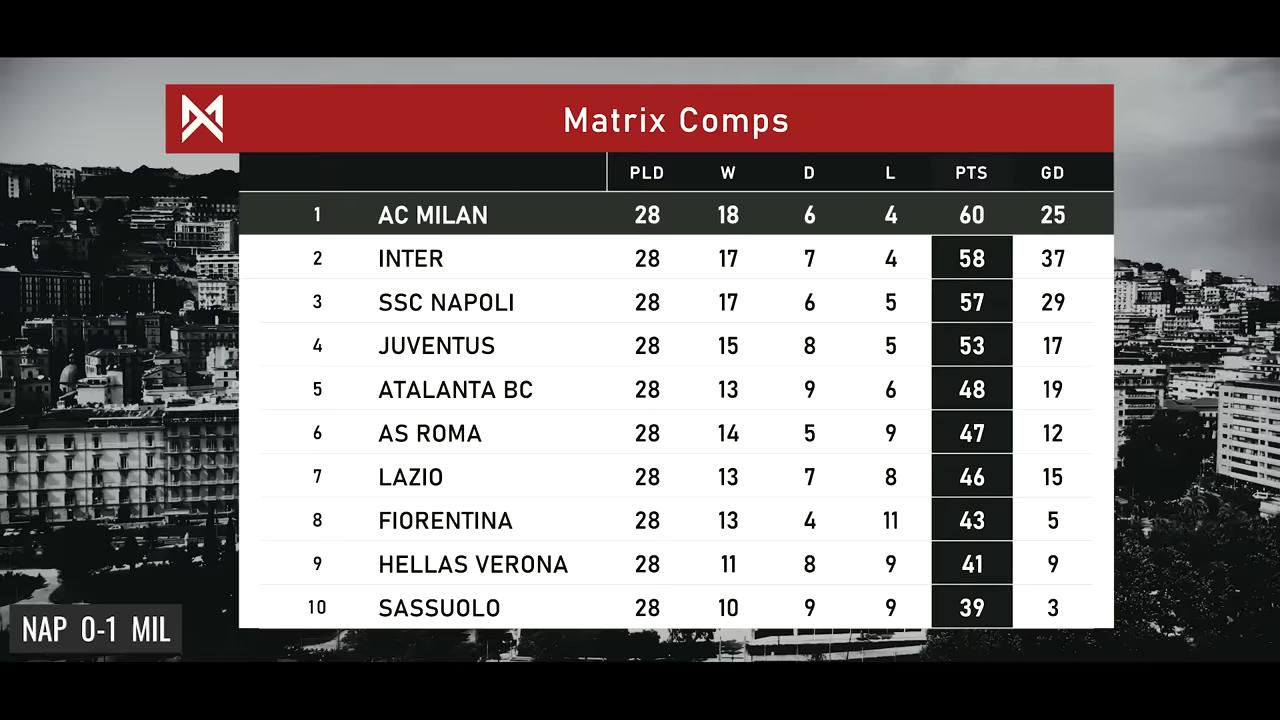 Matrix Comps
PLD W D L PTS GD
1 AC MILAN 28 18 6 4 60 25
2 INTER 28 17 7 4 58 37
3 SSC NAPOLI 28 17 6 5 57 29
4 JUVENTUS 28 15 8 5 53 17
5 ATALANTA BC 28 13 9 6 48 19
6 AS ROMA 28 14 5 9 47 12
7 LAZIO 28 13 7 8 46 15
8 FIORENTINA 28 13 4 11 43 5
9 HELLAS VERONA 28 11 8 9 41 9
10 SASSUOLO 28 10 9 9 39 3
NAP 0-1 MIL